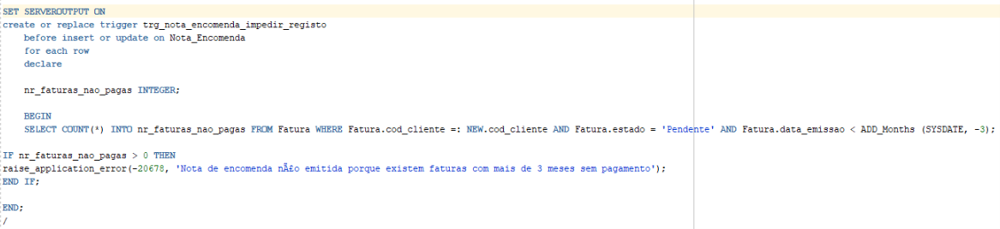 SET SERVEROUTPUT ON
create or replace trigger trg_nota_encomenda_impedir_registo
before insert or update on Nota_Encomenda
for each row
declare
nr_faturas_nao_pagas INTEGER;
BEGIN
SELECT COUNT(*) INTO nr_faturas_nao_pagas FROM Fatura WHERE Fatura.cod_cliente =: NEW.cod_cliente AND Fatura.estado = 'Pendente' AND Fatura.data_emissao < ADD_Months (SYSDATE, -3);
IF nr_faturas_nao_pagas > 0 THEN
raise_application_error(-20678, 'Nota de encomenda nÃ£o emitida porque existem faturas com mais de 3 meses sem pagamento');
END IF;
END;
/